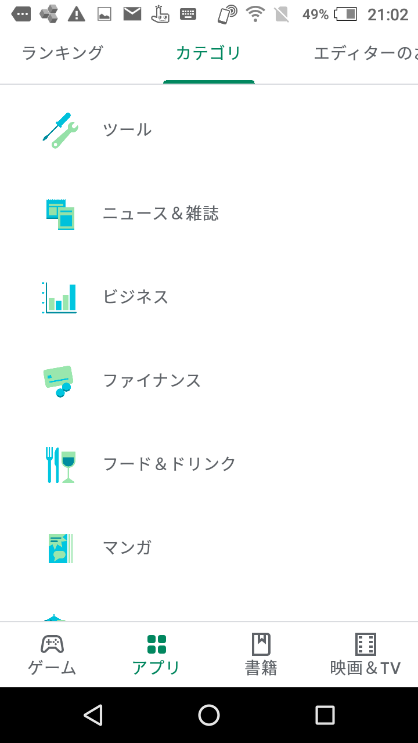 49% 21:02
ランキング カテゴリ エディターのお
ツール
ニュース＆雑誌
ビジネス
ファイナンス
フード＆ドリンク
マンガ
ゲーム アプリ 書籍 映画＆TV